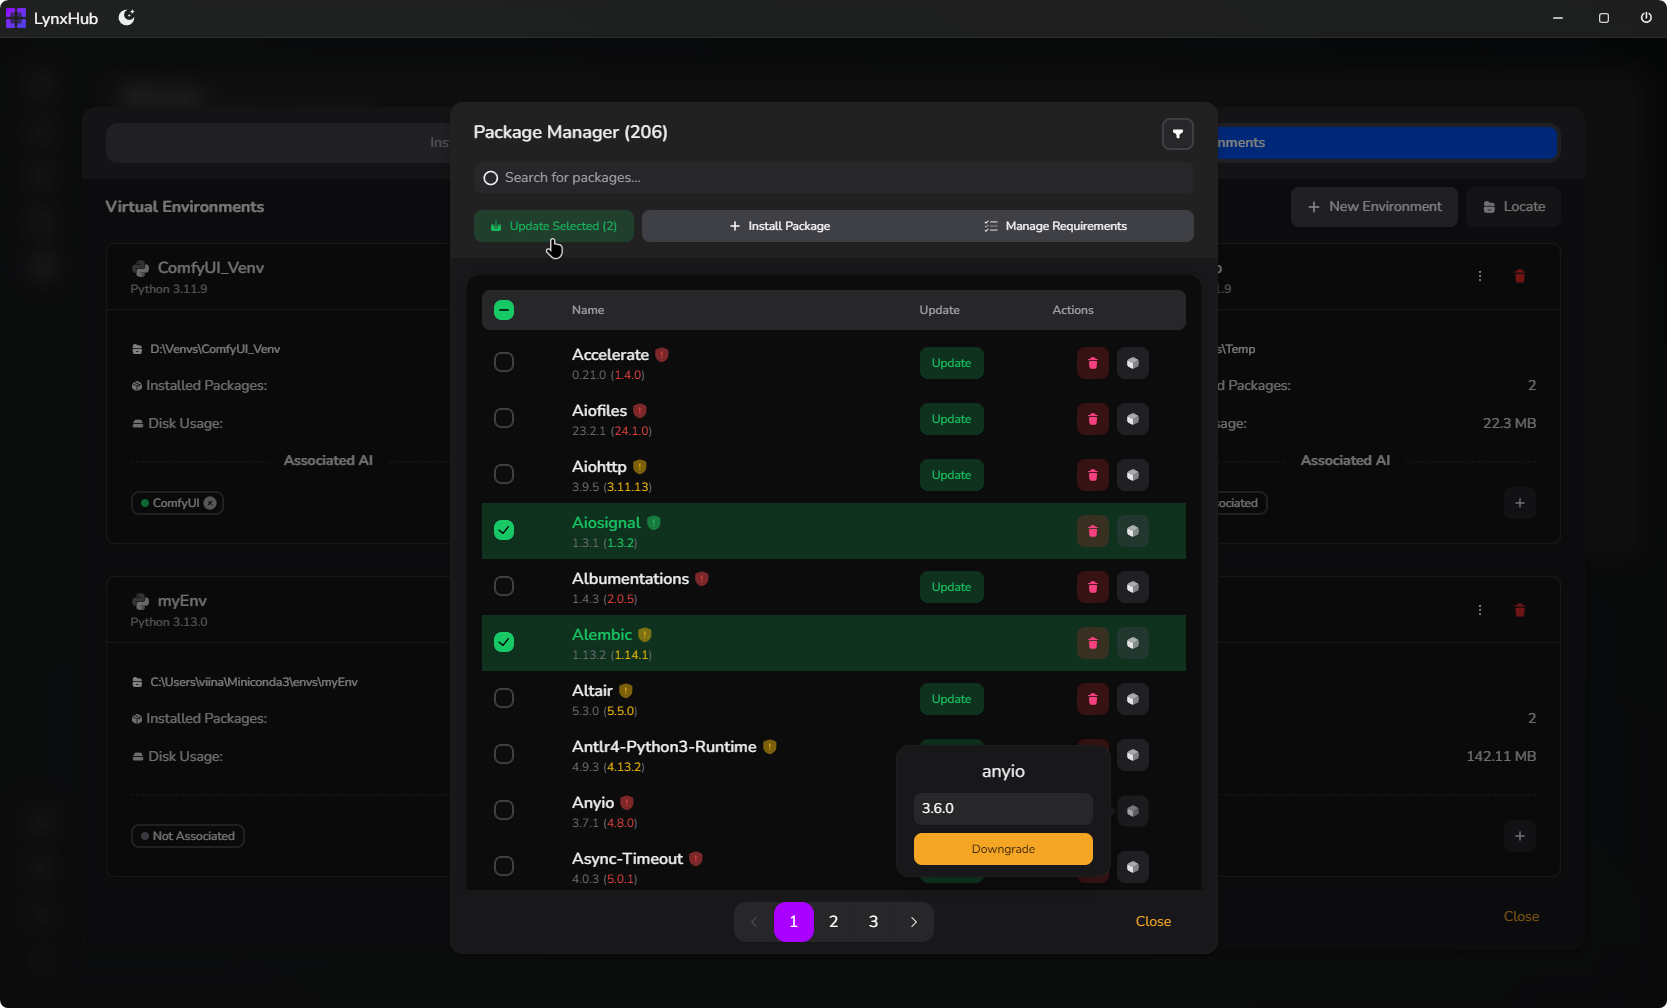 LynxHub
Ins
nments
Virtual Environments
New Environment
Locate
ComfyUI_Venv
Python 3.11.9
D:\Venvs\ComfyUI_Venv
Installed Packages:
Disk Usage:
Associated AI
ComfyUI
myEnv
Python 3.13.0
C:\Users\viina\Miniconda3\envs\myEnv
Installed Packages:
Disk Usage:
Not Associated
Package Manager (206)
Search for packages...
Update Selected (2)
Install Package
Manage Requirements
Name Update Actions
Accelerate
0.21.0 (1.4.0)
Update
Aiofiles
23.2.1 (24.1.0)
Update
Aiohttp
3.9.5 (3.11.13)
Update
Aiosignal
1.3.1 (1.3.2)
Albumentations
1.4.3 (2.0.5)
Update
Alembic
1.13.2 (1.14.1)
Altair
5.3.0 (5.5.0)
Update
Antlr4-Python3-Runtime
4.9.3 (4.13.2)
Anyio
3.7.1 (4.8.0)
Async-Timeout
4.0.3 (5.0.1)
anyio
3.6.0
Downgrade
1 2 3
Close
1.9
s\Temp
d Packages: 2
sage: 22.3 MB
Associated AI
ociated
2
142.11 MB
Close